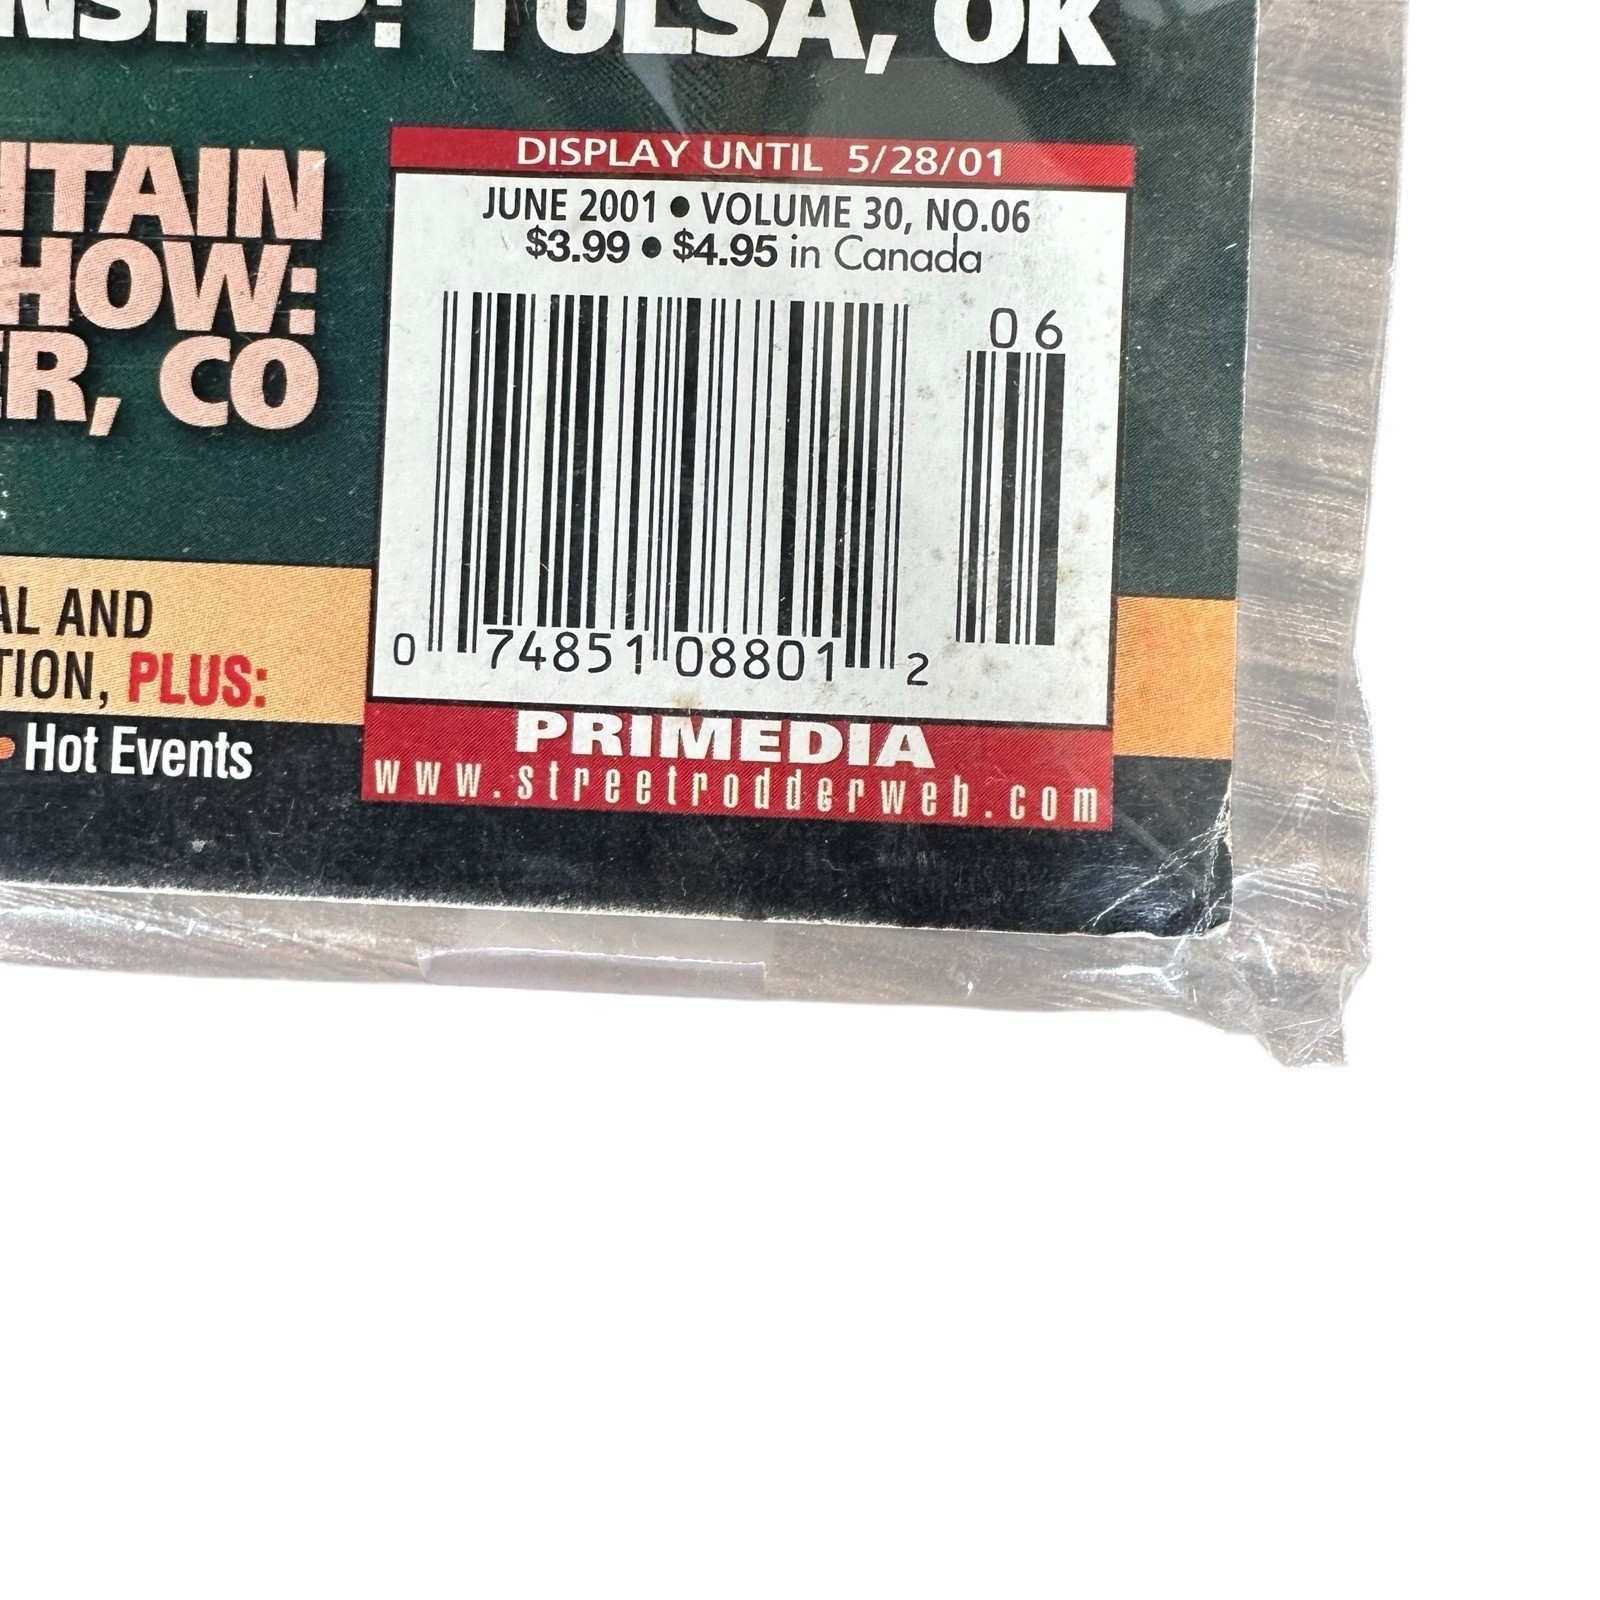 NSHIP: TULSA, OK
NTAIN
HOW:
ER, CO
DISPLAY UNTIL 5/28/01
JUNE 2001 • VOLUME 30, NO.06
$3.99 • $4.95 in Canada
06
0 74851 08801 2
AL AND
TION, PLUS:
• Hot Events
PRIMEDIA
www.streetrodderweb.com